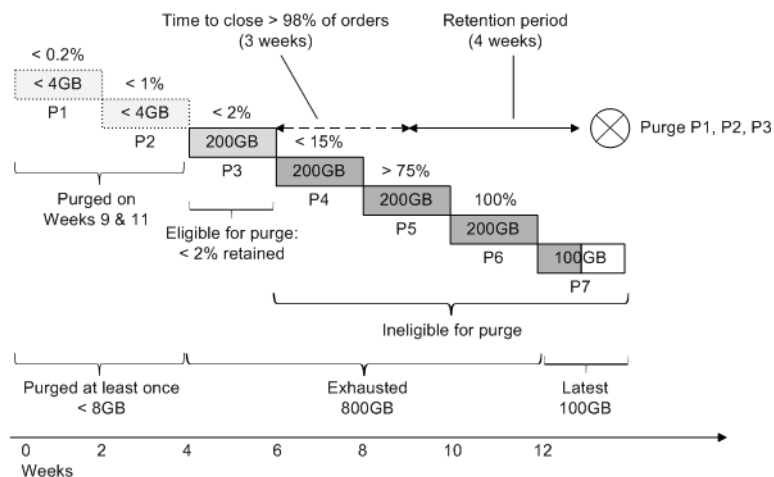 Time to close > 98% of orders
(3 weeks)
Retention period
(4 weeks)
< 0.2%
< 4GB
P1
< 1%
< 4GB
P2
< 2%
200GB
P3
< 15%
200GB
P4
> 75%
200GB
P5
100%
200GB
P6
100GB
P7
Purge P1, P2, P3
Purged on
Weeks 9 & 11
Eligible for purge:
< 2% retained
Ineligible for purge
Purged at least once
< 8GB
Exhausted
800GB
Latest
100GB
0 2 4 6 8 10 12
Weeks